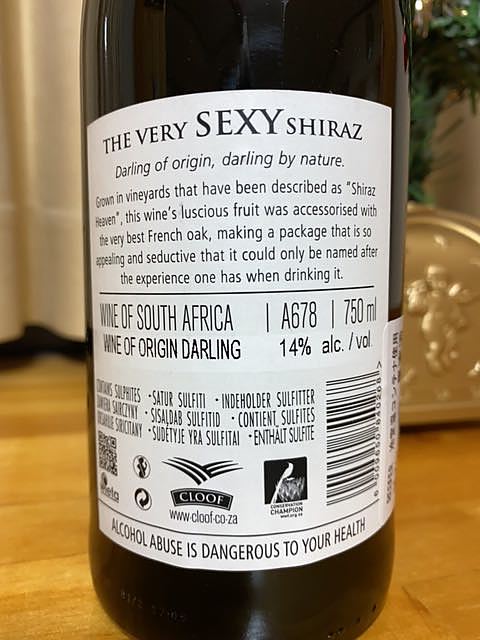 THE VERY SEXY SHIRAZ
Darling of origin, darling by nature.
Grown in vineyards that have been described as "Shiraz
Heaven", this wine's luscious fruit was accessorised with
the very best French oak, making a package that is so
appealing and seductive that it could only be named after
the experience one has when drinking it.
WINE OF SOUTH AFRICA | A678 | 750 ml
WINE OF ORIGIN DARLING 14% alc. / vol.
CONTAINS SULPHITES • SATUR SULFITI • INDEHOLDER SULFITTER
• SISALDAB SULFITID • CONTIENT SULFITES
• SUDETYJE YRA SULFITAI • ENTHÄLT SULFITE
CLOOF
www.cloof.co.za
CONSERVATION
CHAMPION
ALCOHOL ABUSE IS DANGEROUS TO YOUR HEALTH